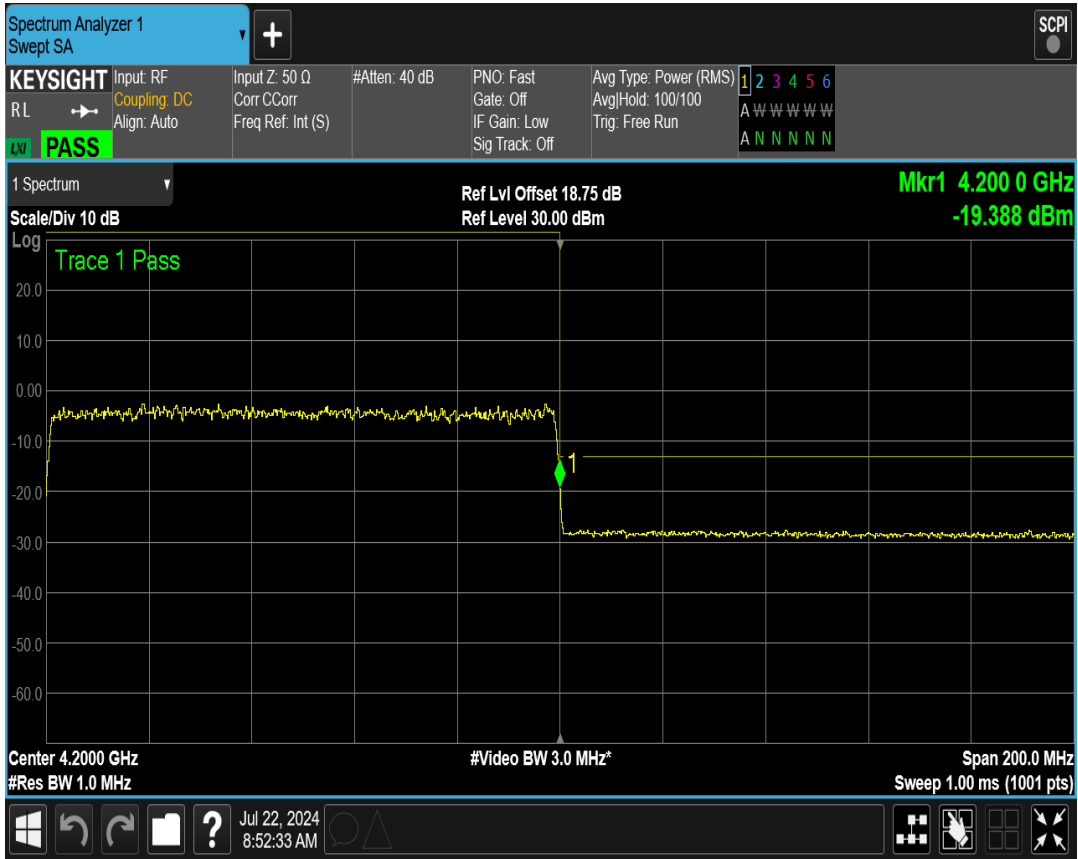 Spectrum Analyzer 1
Swept SA
+
SCPI
KEYSIGHT
R L
LXI
PASS
Input: RF
Coupling: DC
Align: Auto
Input Z: 50 Ω
Corr CCorr
Freq Ref: Int (S)
#Atten: 40 dB
PNO: Fast
Gate: Off
IF Gain: Low
Sig Track: Off
Avg Type: Power (RMS)
Avg|Hold: 100/100
Trig: Free Run
1 2 3 4 5 6
A W W W W W
A N N N N N
1 Spectrum
Scale/Div 10 dB
Ref Lvl Offset 18.75 dB
Ref Level 30.00 dBm
Mkr1 4.200 0 GHz
-19.388 dBm
Log
Trace 1 Pass
20.0
10.0
0.00
-10.0
1
-20.0
-30.0
-40.0
-50.0
-60.0
Center 4.2000 GHz
#Video BW 3.0 MHz*
Span 200.0 MHz
#Res BW 1.0 MHz
Sweep 1.00 ms (1001 pts)
?
Jul 22, 2024
8:52:33 AM